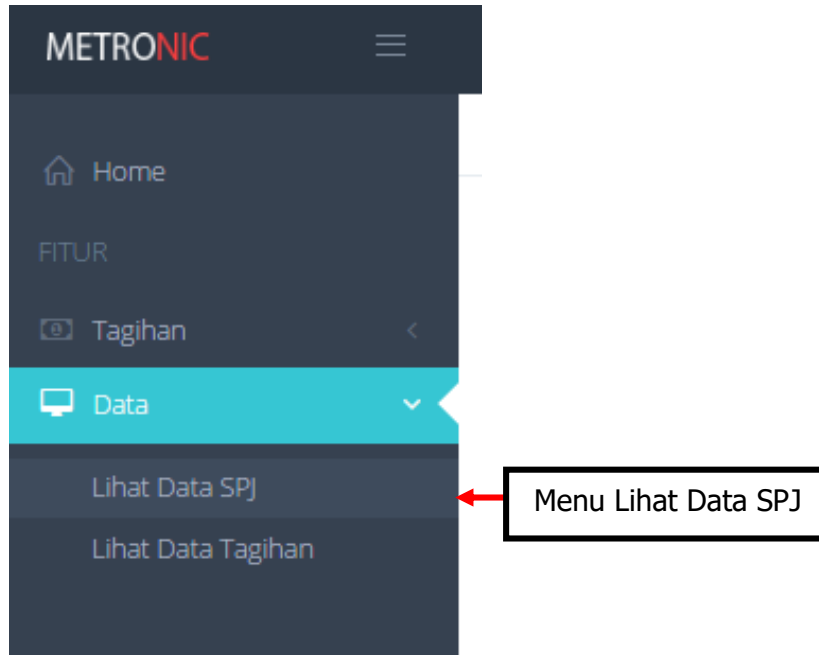 METRONIC
Home
FITUR
Tagihan
Data
Lihat Data SPJ
Menu Lihat Data SPJ
Lihat Data Tagihan